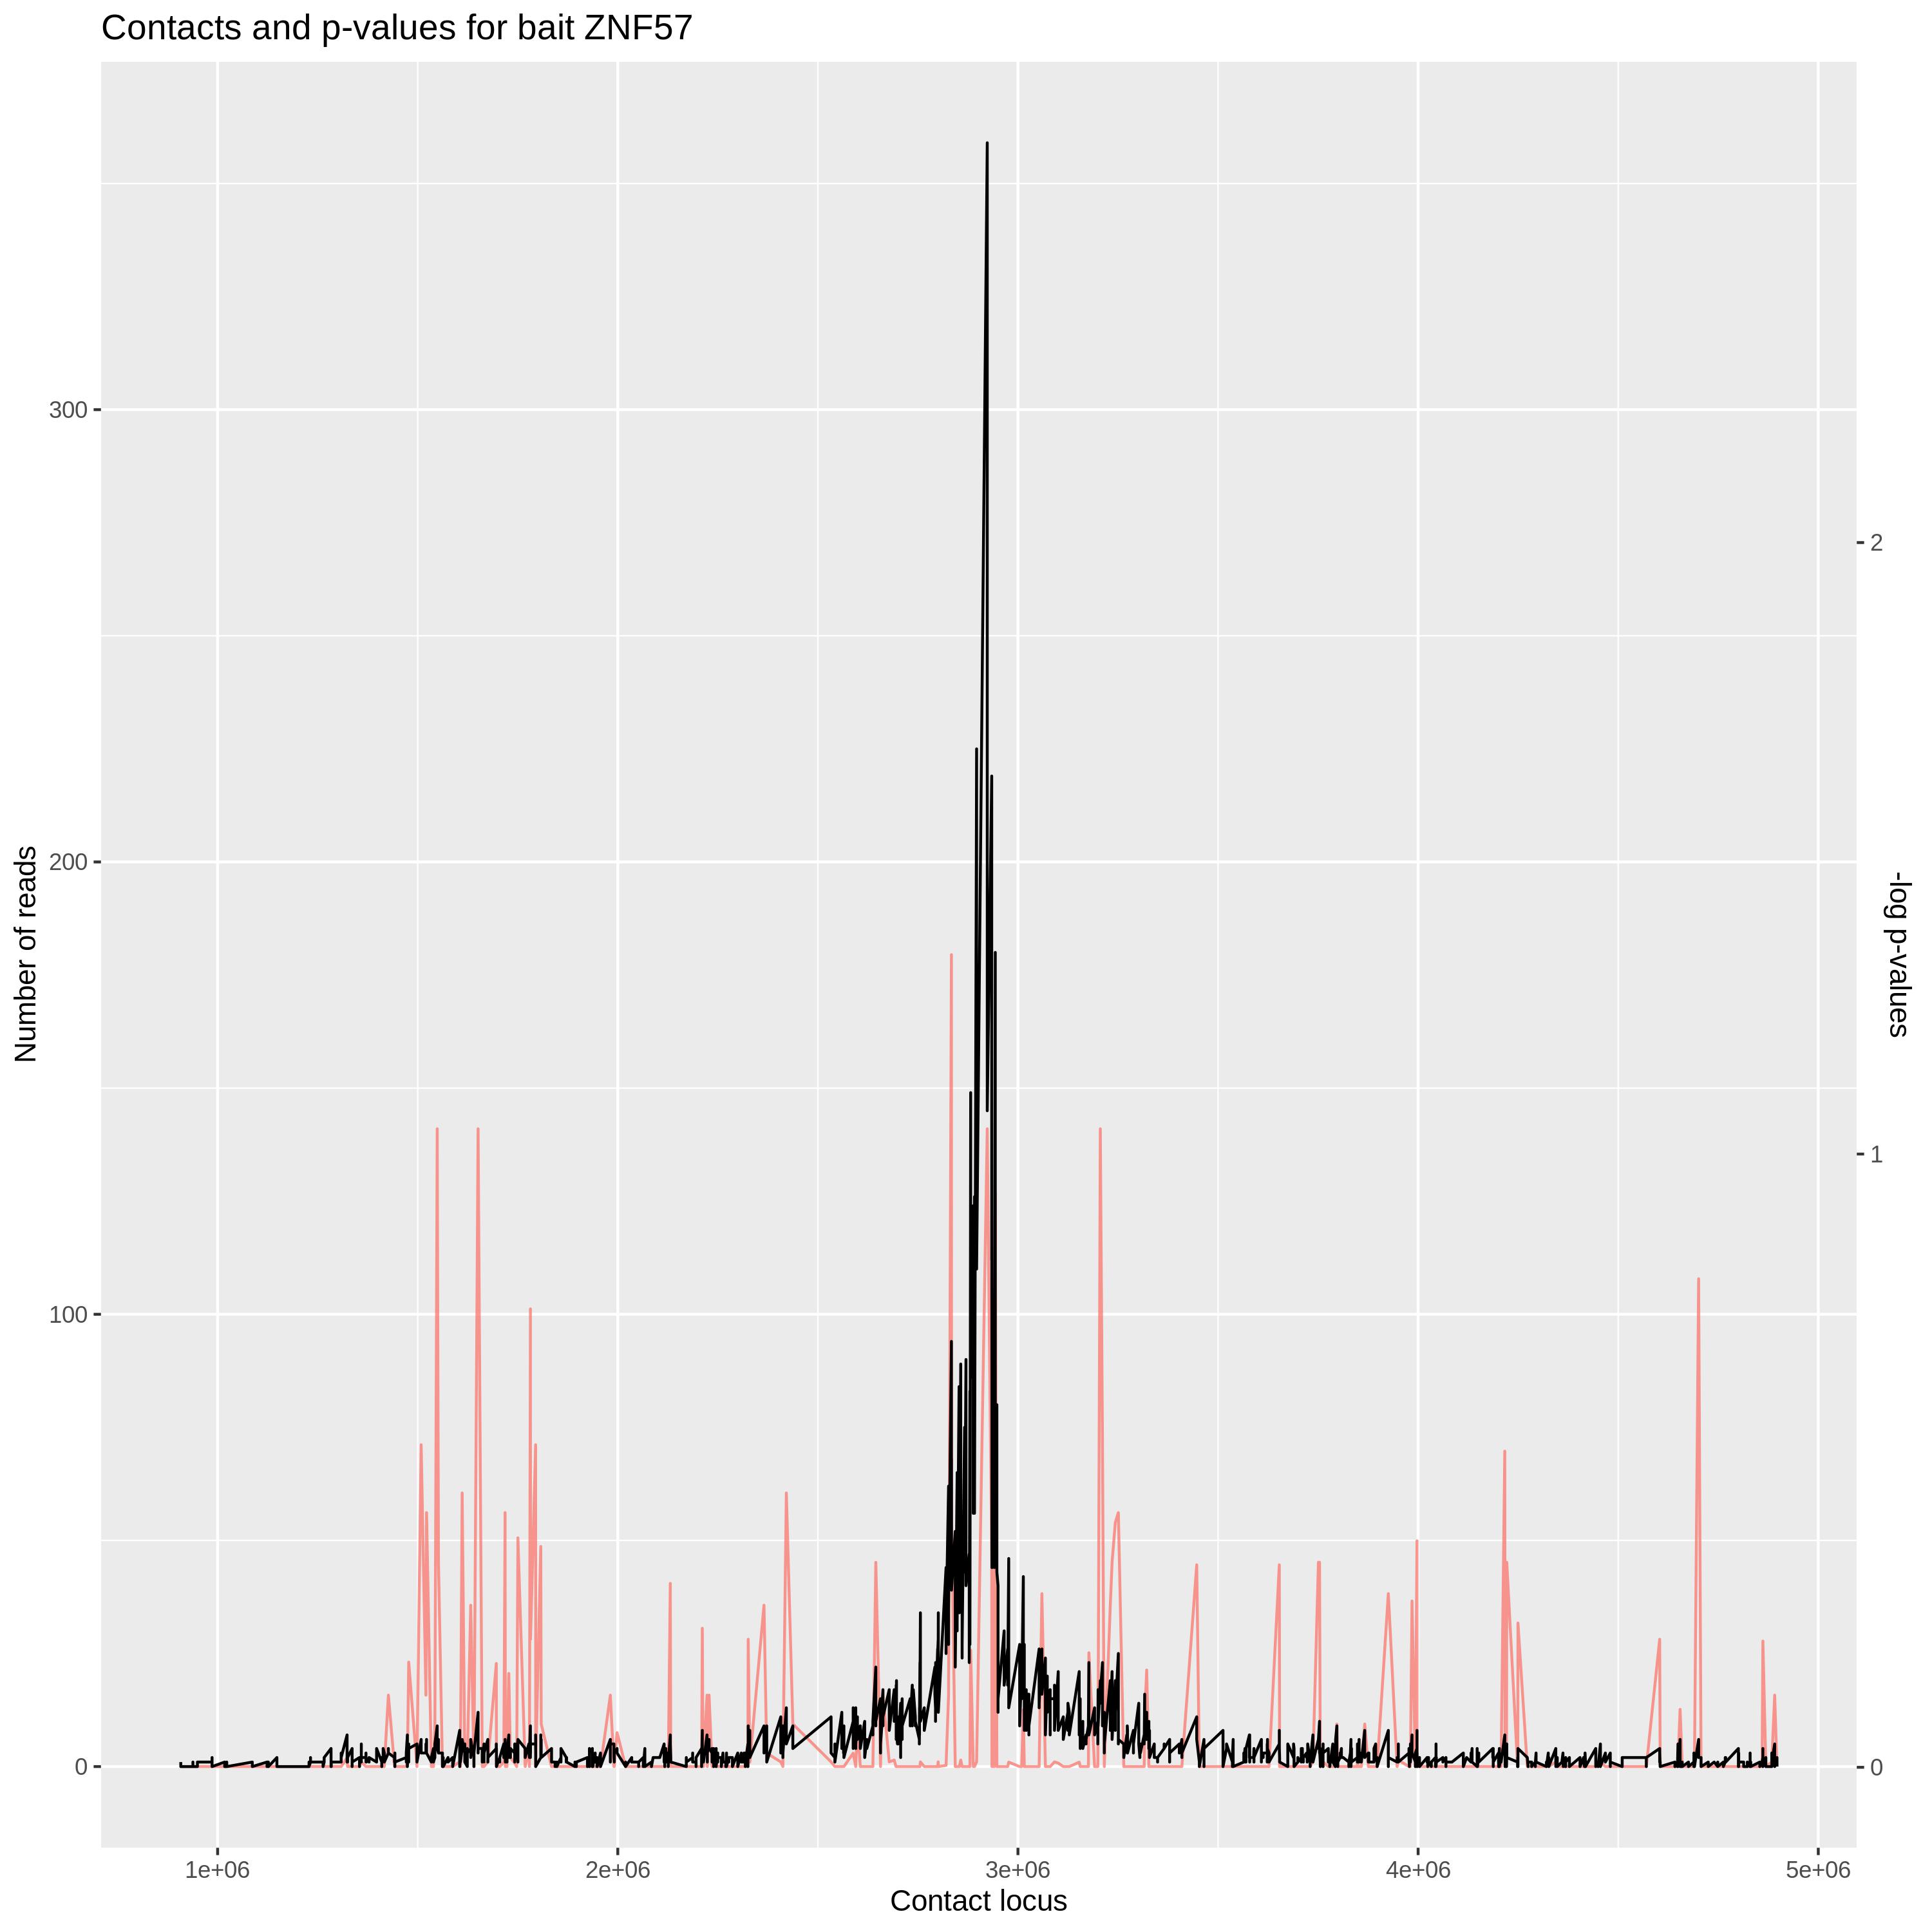 Contacts and p-values for bait ZNF57
300
200
100
0
Number of reads
2
1
0
-log p-values
1e+06 2e+06 3e+06 4e+06 5e+06
Contact locus